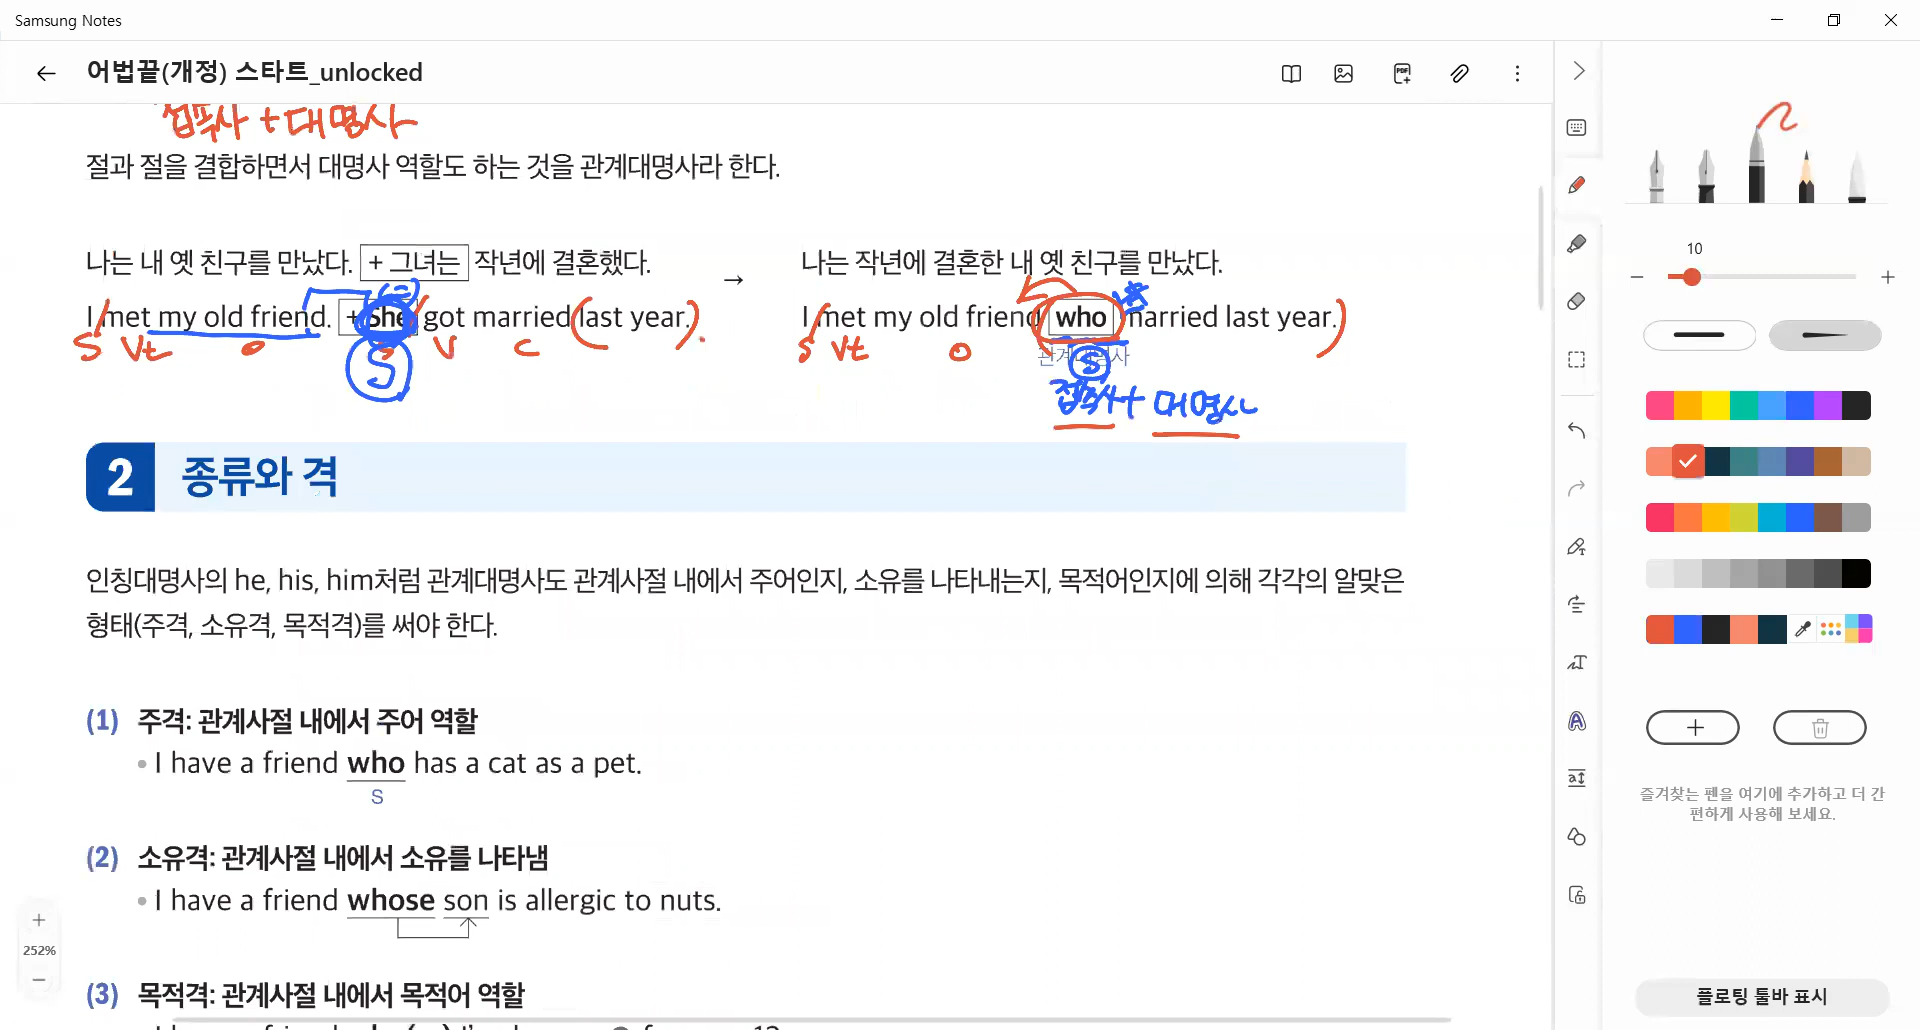 Samsung Notes
어법끝(개정) 스타트_unlocked
접속사 + 대명사
절과 절을 결합하면서 대명사 역할도 하는 것을 관계대명사라 한다.
나는 내 옛 친구를 만났다. + 그녀는 작년에 결혼했다. → 나는 작년에 결혼한 내 옛 친구를 만났다.
I met my old friend. + She got married (last year.) I met my old friend who married last year.)
S Vt O S V C S Vt O
관계대명사
S S
접속사 + 대명사
2 종류와 격
인칭대명사의 he, his, him처럼 관계대명사도 관계사절 내에서 주어인지, 소유를 나타내는지, 목적어인지에 의해 각각의 알맞은
형태(주격, 소유격, 목적격)를 써야 한다.
(1) 주격: 관계사절 내에서 주어 역할
• I have a friend who has a cat as a pet.
S
(2) 소유격: 관계사절 내에서 소유를 나타냄
• I have a friend whose son is allergic to nuts.
(3) 목적격: 관계사절 내에서 목적어 역할
252%
10
즐겨찾는 펜을 여기에 추가하고 더 간
편하게 사용해 보세요.
플로팅 툴바 표시